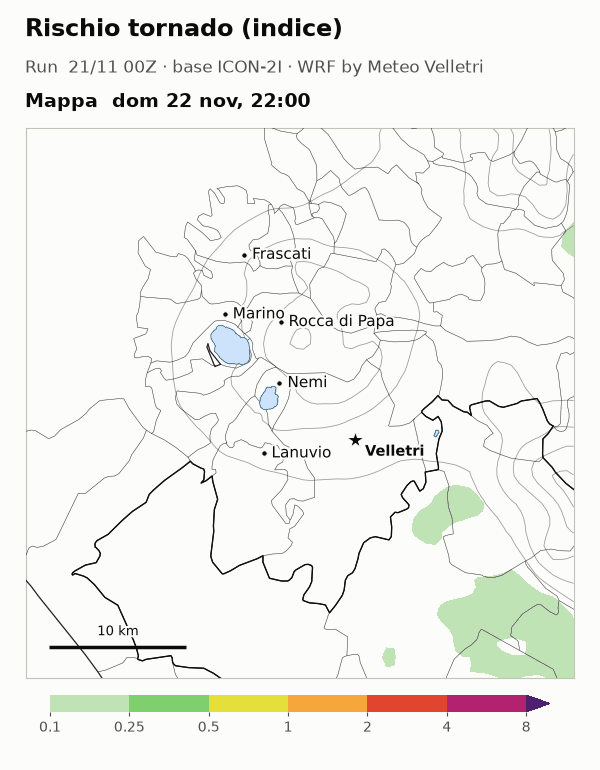 Rischio tornado (indice)
Run  21/11 00Z · base ICON-2I · WRF by Meteo Velletri
Mappa  dom 22 nov, 22:00
Frascati
Marino
Rocca di Papa
Nemi
Velletri
Lanuvio
10 km
0.1 0.25 0.5 1 2 4 8